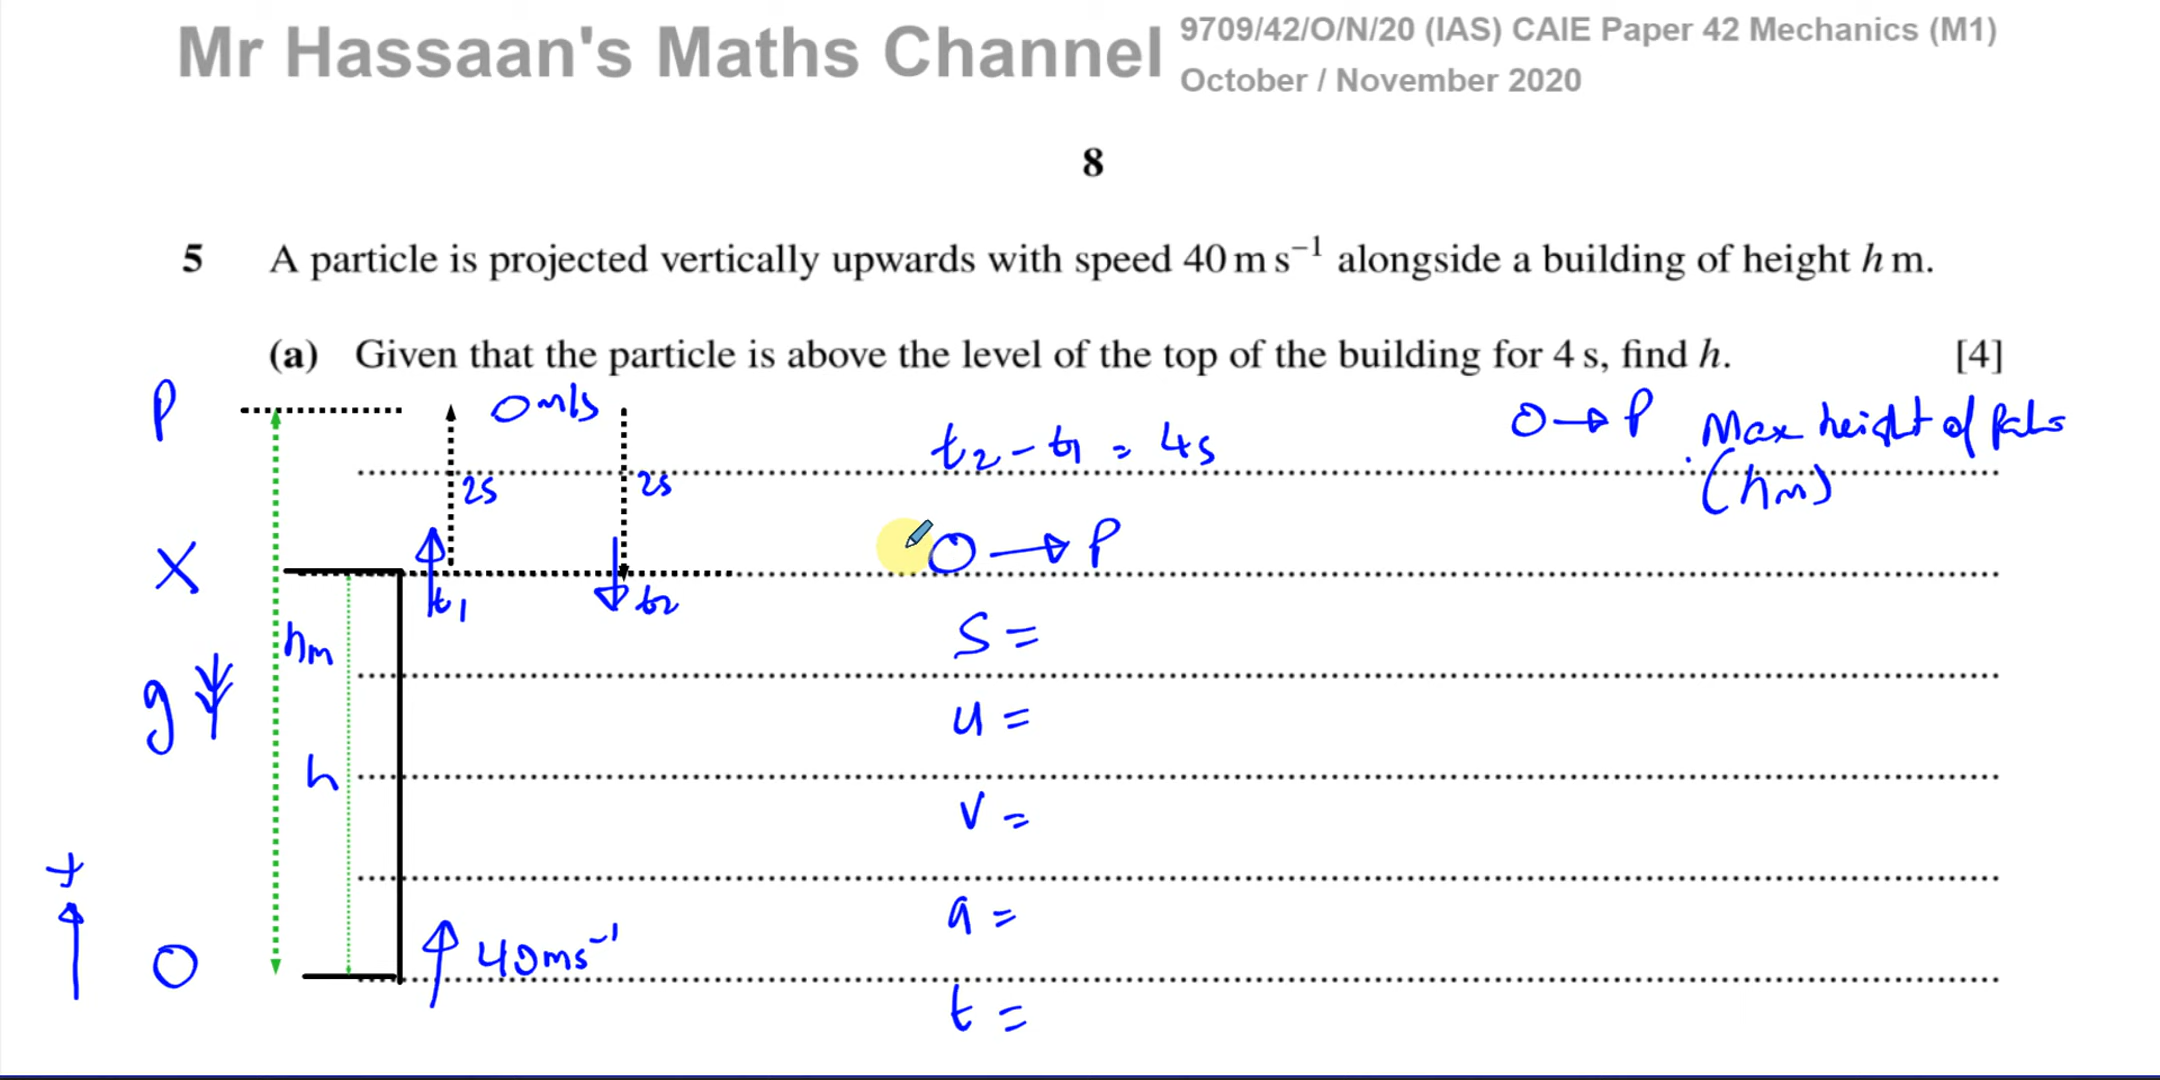 Mr Hassaan's Maths Channel
9709/42/O/N/20 (IAS) CAIE Paper 42 Mechanics (M1)
October / November 2020
8
5 A particle is projected vertically upwards with speed 40 m s⁻¹ alongside a building of height h m.
(a) Given that the particle is above the level of the top of the building for 4 s, find h. [4]
P 0 m/s t₂ - t₁ = 4s O → P Max height of
2s 2s (hm)
X O → P
t₁ t₂
hm S =
g u =
h
v =
+
a =
O 40ms⁻¹
t =